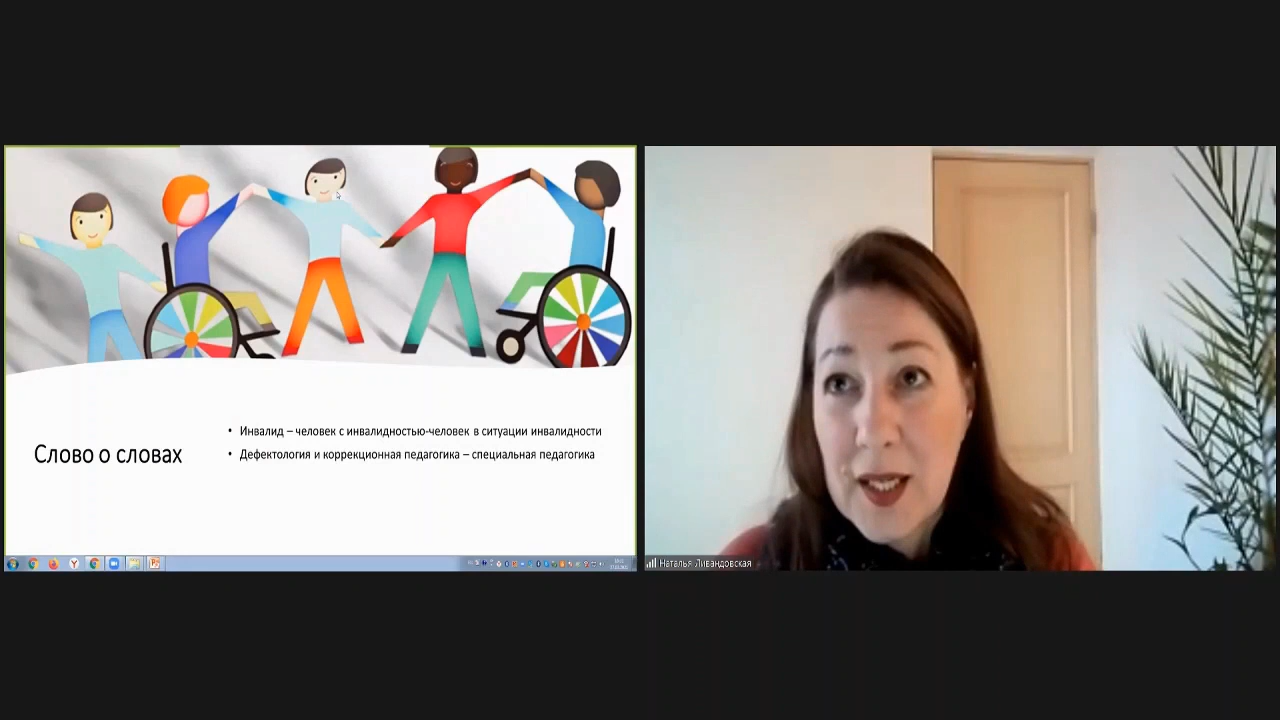 Слово о словах
• Инвалид – человек с инвалидностью-человек в ситуации инвалидности
• Дефектология и коррекционная педагогика – специальная педагогика
Наталья Ливандовская